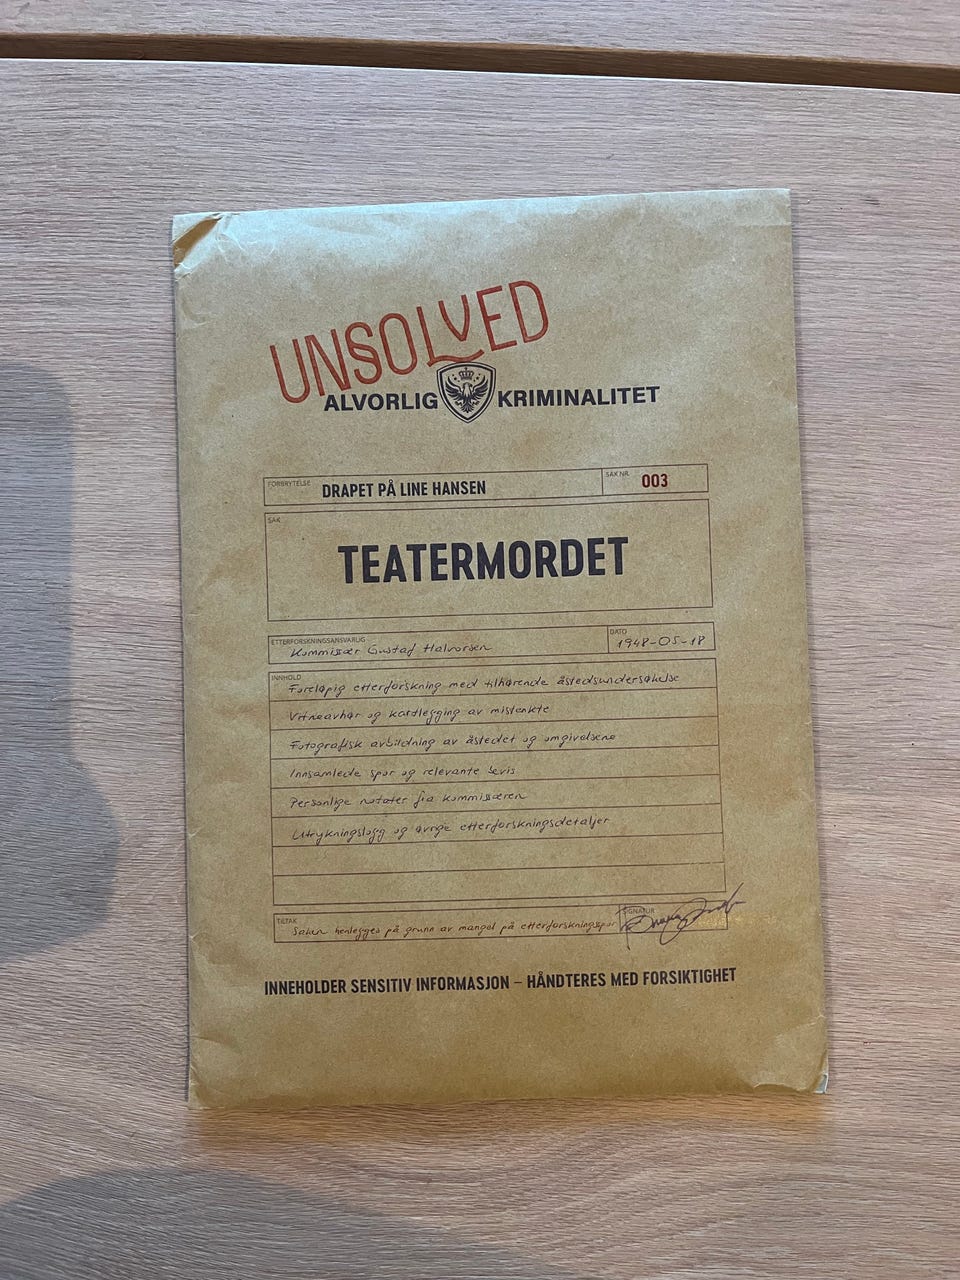 UNSOLVED
ALVORLIG KRIMINALITET
FORBRYTELSE DRAPET PÅ LINE HANSEN SAK NR. 003
SAK
TEATERMORDET
ETTERFORSKNINGSANSVARLIG DATO
Kommissær Gustaf Halvorsen 1948-05-18
INNHOLD
Foreløpig etterforskning med tilhørende åstedsundersøkelse
Vitneavhør og kartlegging av mistenkte
Fotografisk avbildning av åstedet og omgivelsene
Innsamlede spor og relevante bevis
Personlige notater fra kommissæren
Utrykningslogg og øvrige etterforskningsdetaljer
TILTAK SIGNATUR
Saken henlegges på grunn av mangel på etterforskningsspor
INNEHOLDER SENSITIV INFORMASJON – HÅNDTERES MED FORSIKTIGHET